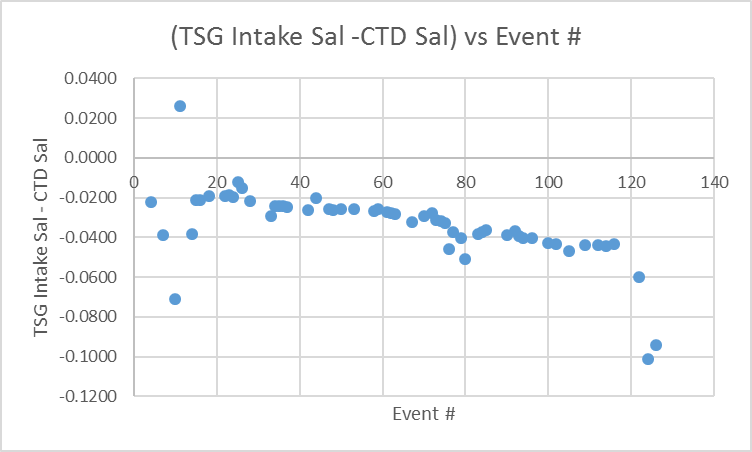 (TSG Intake Sal -CTD Sal) vs Event #
0.0400
0.0200
0.0000
0 20 40 60 80 100 120 140
-0.0200
-0.0400
-0.0600
-0.0800
-0.1000
-0.1200
TSG Intake Sal - CTD Sal
Event #